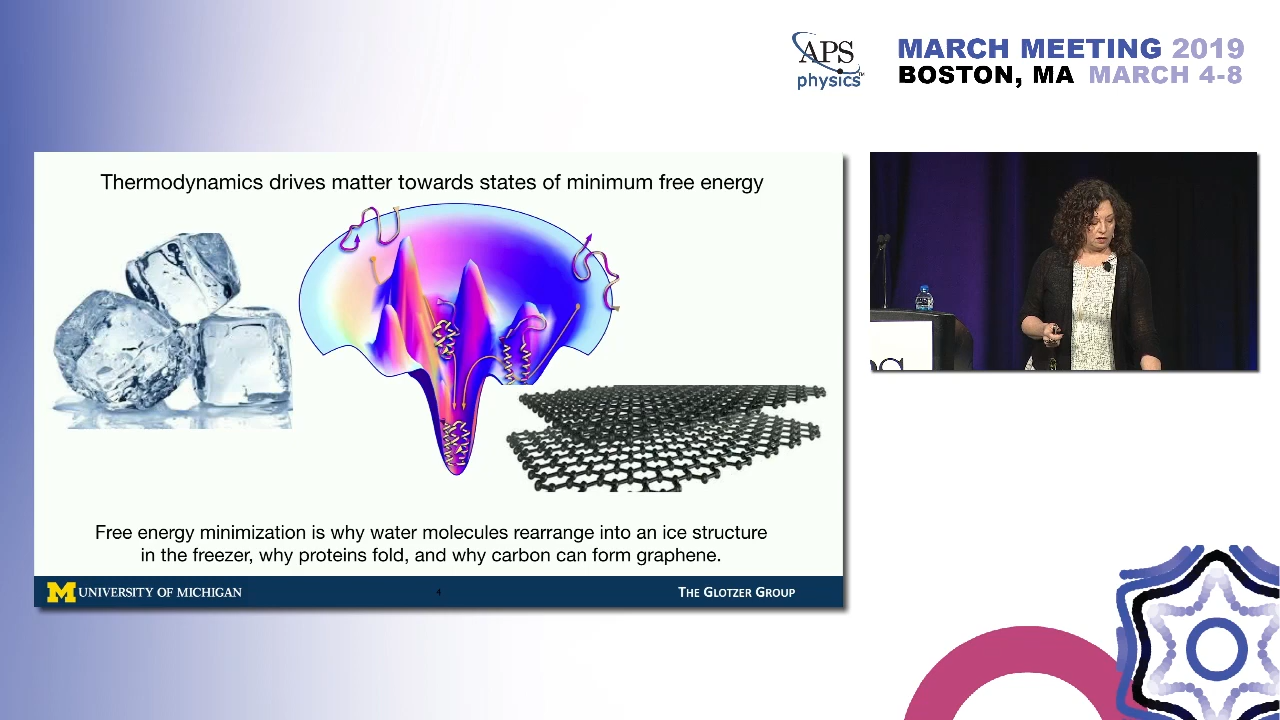 APS
physics
MARCH MEETING 2019
BOSTON, MA MARCH 4-8
Thermodynamics drives matter towards states of minimum free energy
Free energy minimization is why water molecules rearrange into an ice structure
in the freezer, why proteins fold, and why carbon can form graphene.
M UNIVERSITY OF MICHIGAN
4
THE GLOTZER GROUP